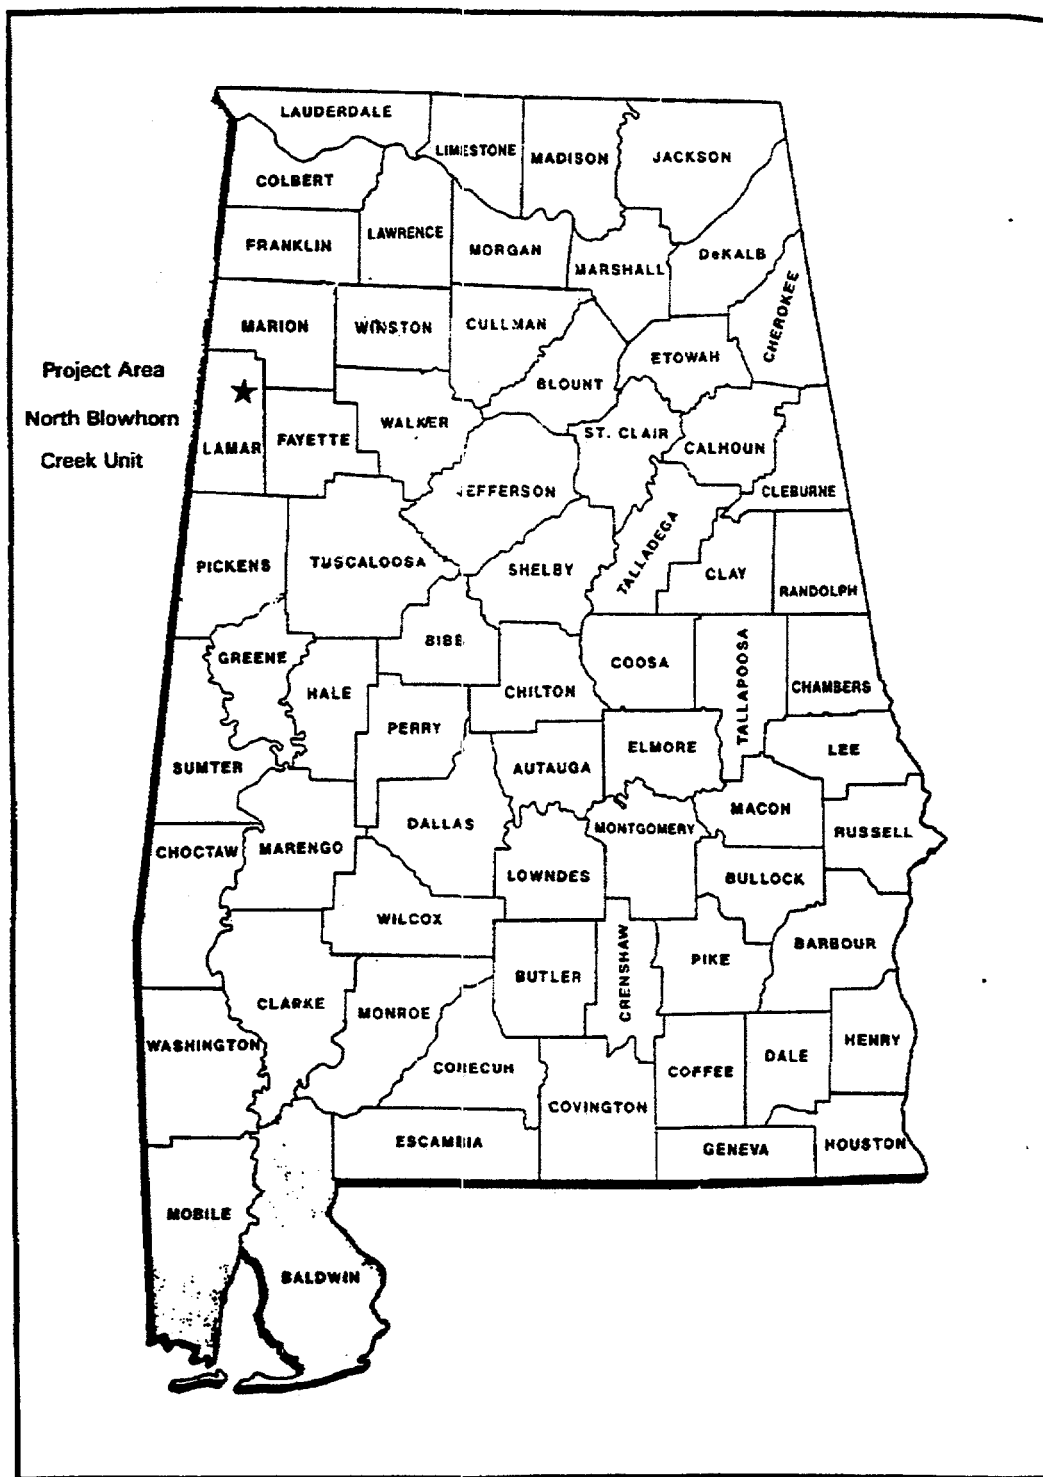 LAUDERDALE
LIMESTONE
MADISON
JACKSON
COLBERT
FRANKLIN
LAWRENCE
MORGAN
MARSHALL
DeKALB
CHEROKEE
MARION
WINSTON
CULLMAN
ETOWAH
BLOUNT
Project Area
North Blowhorn
Creek Unit
LAMAR
FAYETTE
WALKER
ST. CLAIR
CALHOUN
JEFFERSON
CLEBURNE
PICKENS
TUSCALOOSA
SHELBY
TALLADEGA
CLAY
RANDOLPH
GREENE
BIBB
HALE
CHILTON
COOSA
TALLAPOOSA
CHAMBERS
PERRY
SUMTER
AUTAUGA
ELMORE
LEE
MACON
CHOCTAW
MARENGO
DALLAS
MONTGOMERY
RUSSELL
LOWNDES
BULLOCK
WILCOX
BUTLER
CRENSHAW
PIKE
BARBOUR
CLARKE
MONROE
WASHINGTON
CONECUH
COFFEE
DALE
HENRY
COVINGTON
ESCAMBIA
GENEVA
HOUSTON
MOBILE
BALDWIN